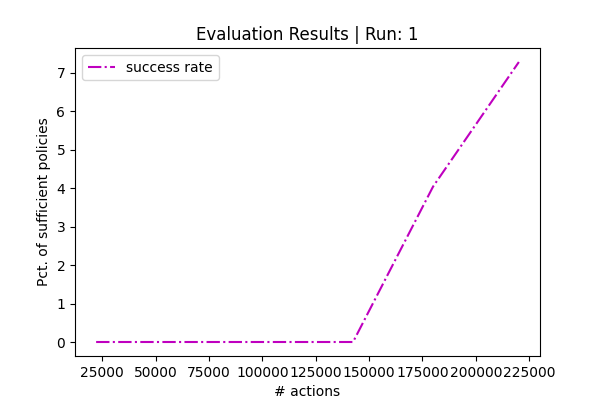 Evaluation Results | Run: 1
success rate
Pct. of sufficient policies
7
6
5
4
3
2
1
0
25000 50000 75000 100000 125000 150000 175000 200000 225000
# actions